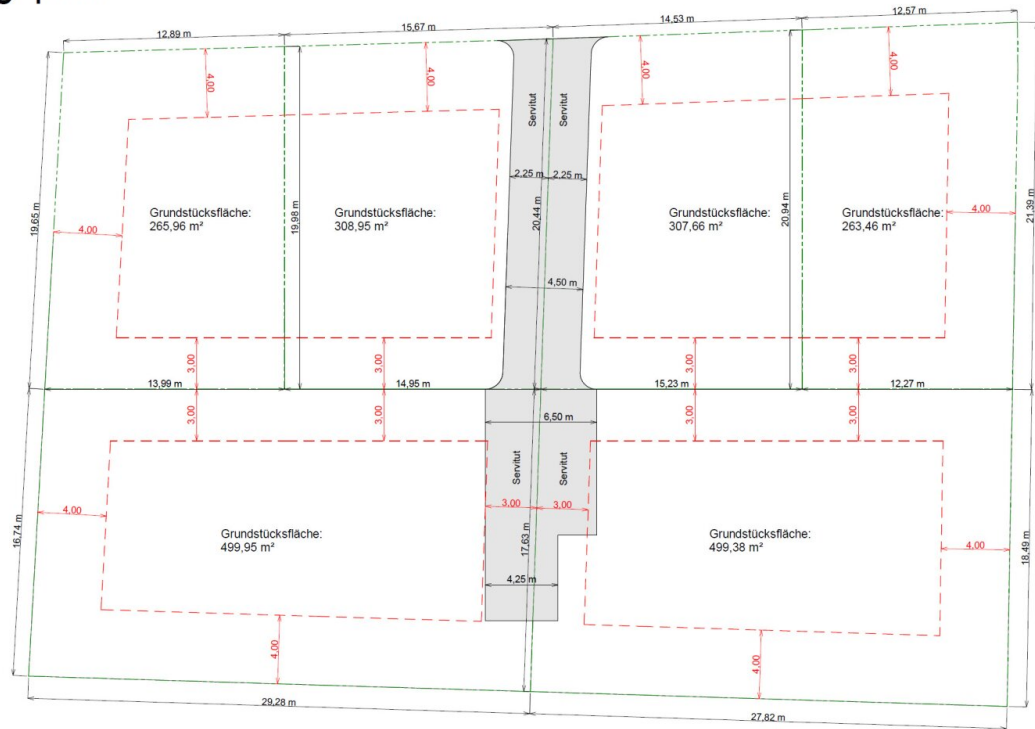 12,89 m
15,67 m
14,53 m
12,57 m
4,00
4,00
4,00
4,00
Servitut
Servitut
2,25 m
2,25 m
19,65 m
19,98 m
20,44 m
20,94 m
21,39 m
Grundstücksfläche:
265,96 m²
Grundstücksfläche:
308,95 m²
Grundstücksfläche:
307,66 m²
Grundstücksfläche:
263,46 m²
4,00
4,00
4,50 m
3,00
3,00
3,00
3,00
13,99 m
14,95 m
15,23 m
12,27 m
3,00
3,00
3,00
3,00
6,50 m
Servitut
Servitut
4,00
3,00
3,00
16,74 m
17,63 m
18,49 m
Grundstücksfläche:
499,95 m²
Grundstücksfläche:
499,38 m²
4,00
4,25 m
4,00
4,00
29,28 m
27,82 m